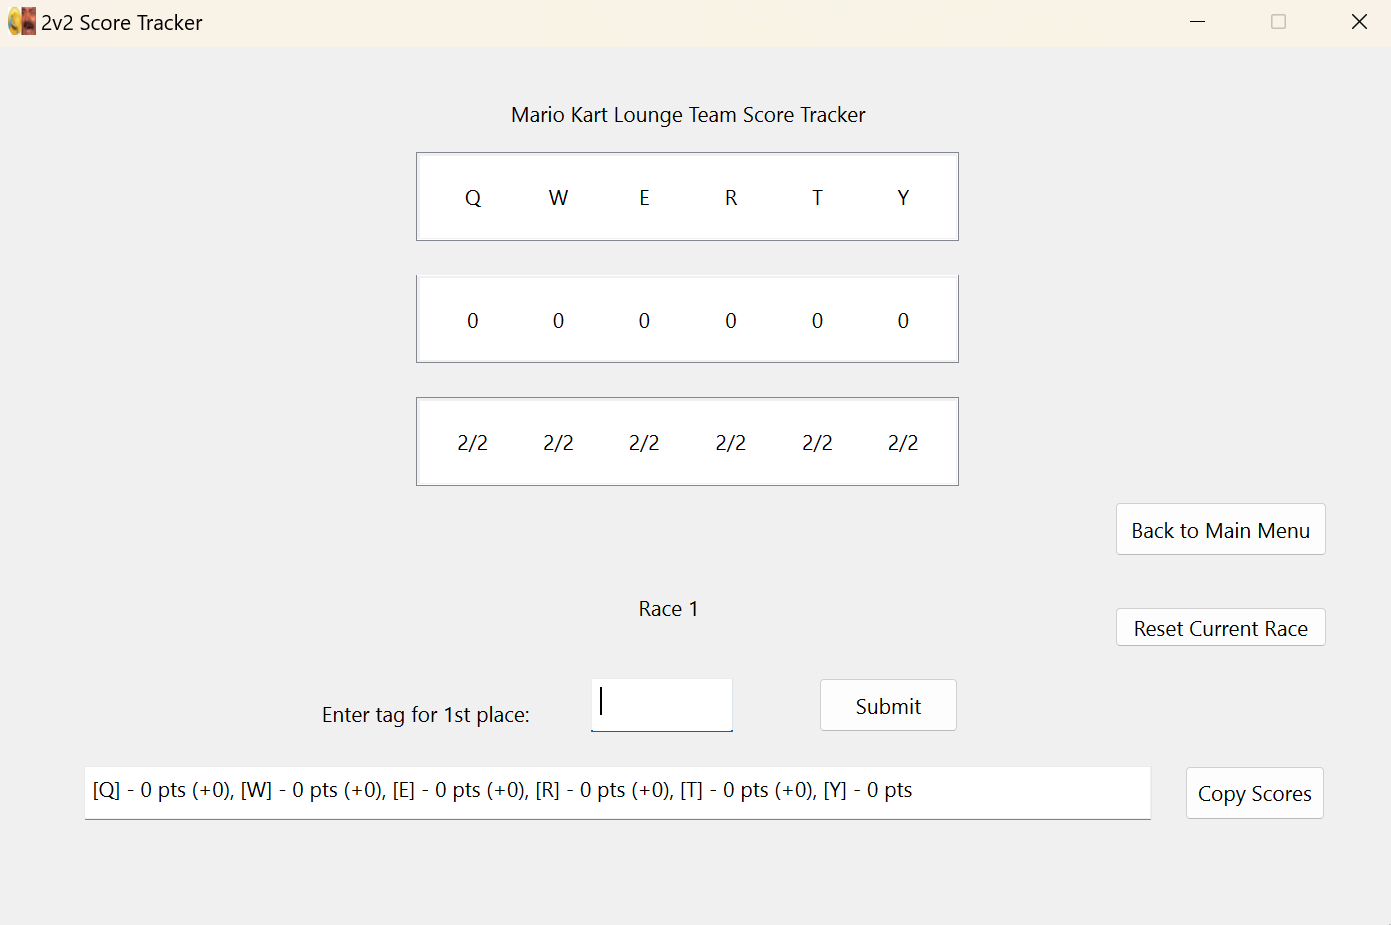 2v2 Score Tracker
Mario Kart Lounge Team Score Tracker
Q W E R T Y
0 0 0 0 0 0
2/2 2/2 2/2 2/2 2/2 2/2
Back to Main Menu
Race 1
Reset Current Race
Enter tag for 1st place:
Submit
[Q] - 0 pts (+0), [W] - 0 pts (+0), [E] - 0 pts (+0), [R] - 0 pts (+0), [T] - 0 pts (+0), [Y] - 0 pts
Copy Scores